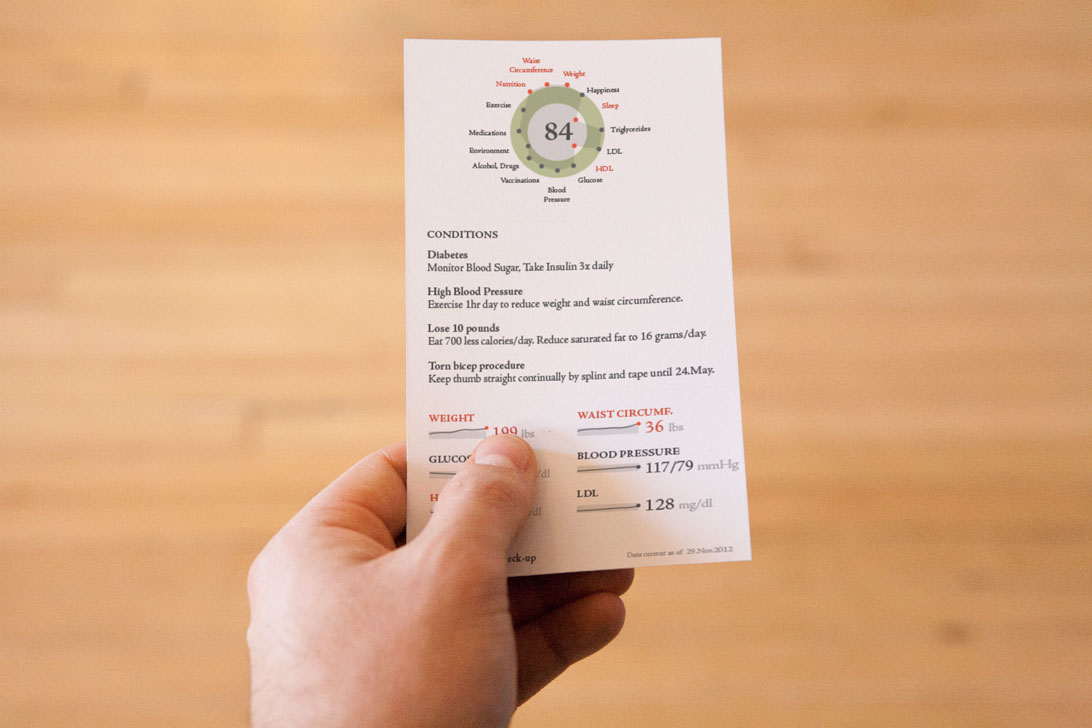 Waist
Circumference
Weight
Nutrition
Happiness
Exercise
Sleep
84
Medications
Triglycerides
Environment
LDL
Alcohol, Drugs
HDL
Vaccinations
Glucose
Blood
Pressure
CONDITIONS
Diabetes
Monitor Blood Sugar, Take Insulin 3x daily
High Blood Pressure
Exercise 1hr day to reduce weight and waist circumference.
Lose 10 pounds
Eat 700 less calories/day. Reduce saturated fat to 16 grams/day.
Torn bicep procedure
Keep thumb straight continually by splint and tape until 24.May.
WEIGHT
199 lbs
WAIST CIRCUMF.
36 lbs
GLUCOS
/dl
BLOOD PRESSURE
117/79 mmHg
H
dl
LDL
128 mg/dl
eck-up
Data current as of 29.Nov.2012